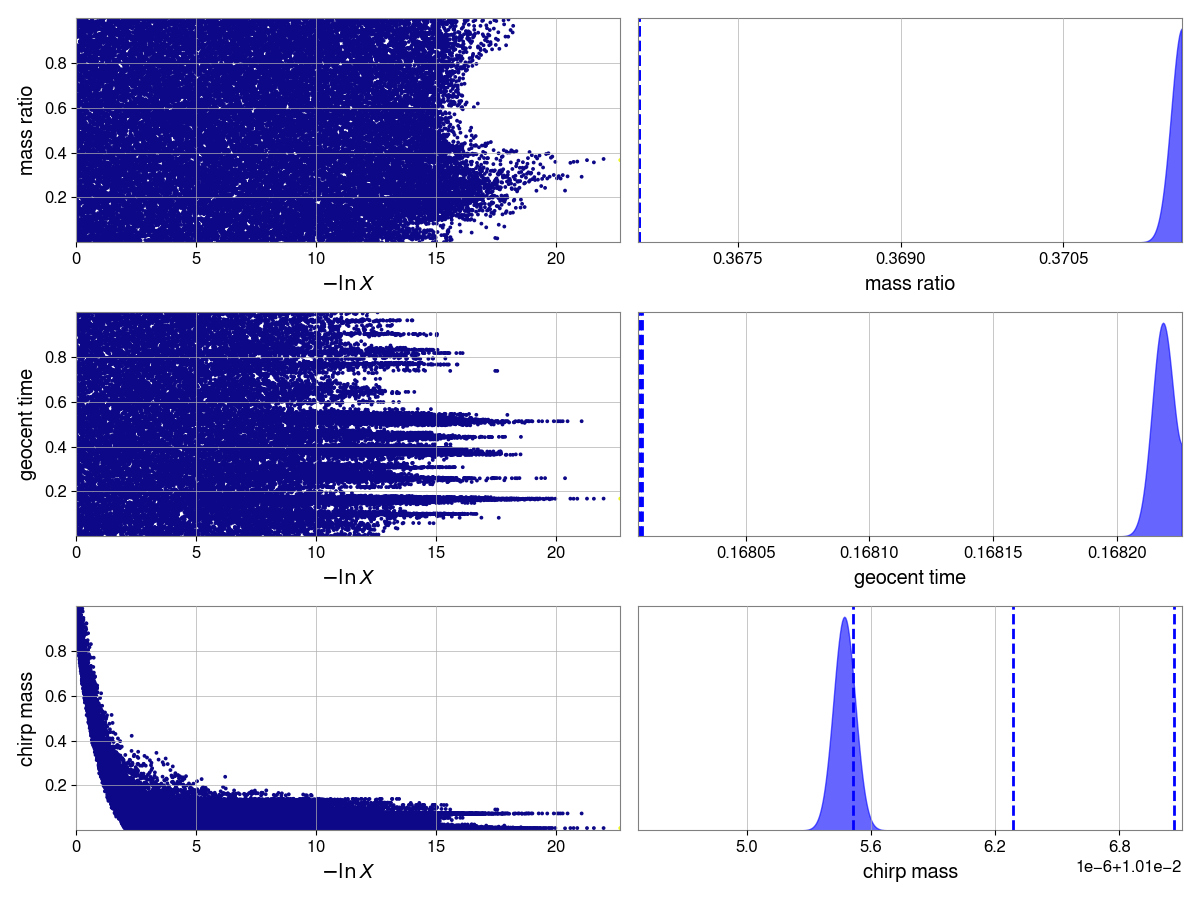 0.8
0.6
0.4
0.2
mass ratio
0 5 10 15 20
−ln X
0.3675 0.3690 0.3705
mass ratio
0.8
0.6
0.4
0.2
geocent time
0 5 10 15 20
−ln X
0.16805 0.16810 0.16815 0.16820
geocent time
0.8
0.6
0.4
0.2
chirp mass
0 5 10 15 20
−ln X
5.0 5.6 6.2 6.8
1e-6+1.01e-2
chirp mass